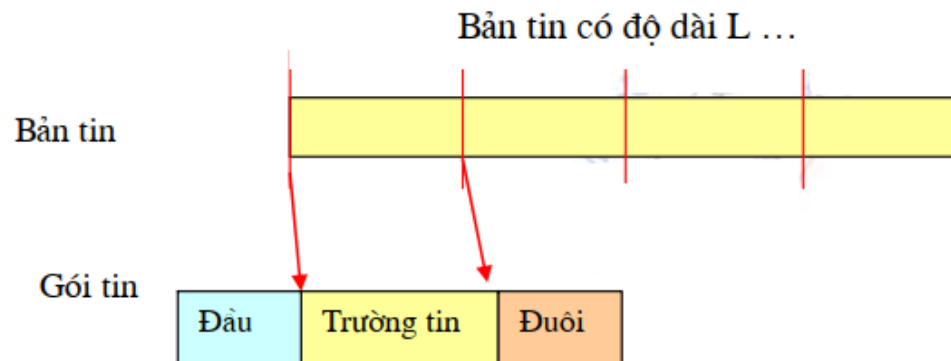 Bản tin có độ dài L …
Bản tin
Gói tin
Đầu
Trường tin
Đuôi